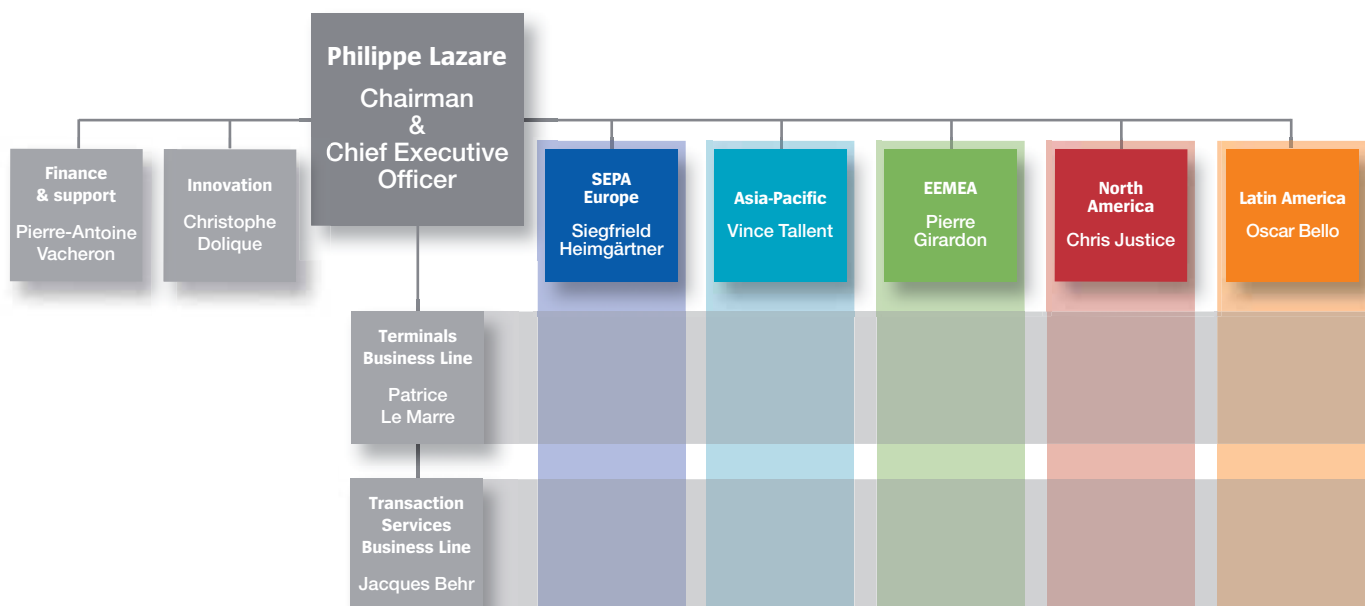 Philippe Lazare
Chairman
&
Chief Executive
Officer
Finance
& support
Pierre-Antoine
Vacheron
Innovation
Christophe
Dolique
SEPA
Europe
Siegfrield
Heimgärtner
Asia-Pacific
Vince Tallent
EEMEA
Pierre
Girardon
North
America
Chris Justice
Latin America
Oscar Bello
Terminals
Business Line
Patrice
Le Marre
Transaction
Services
Business Line
Jacques Behr